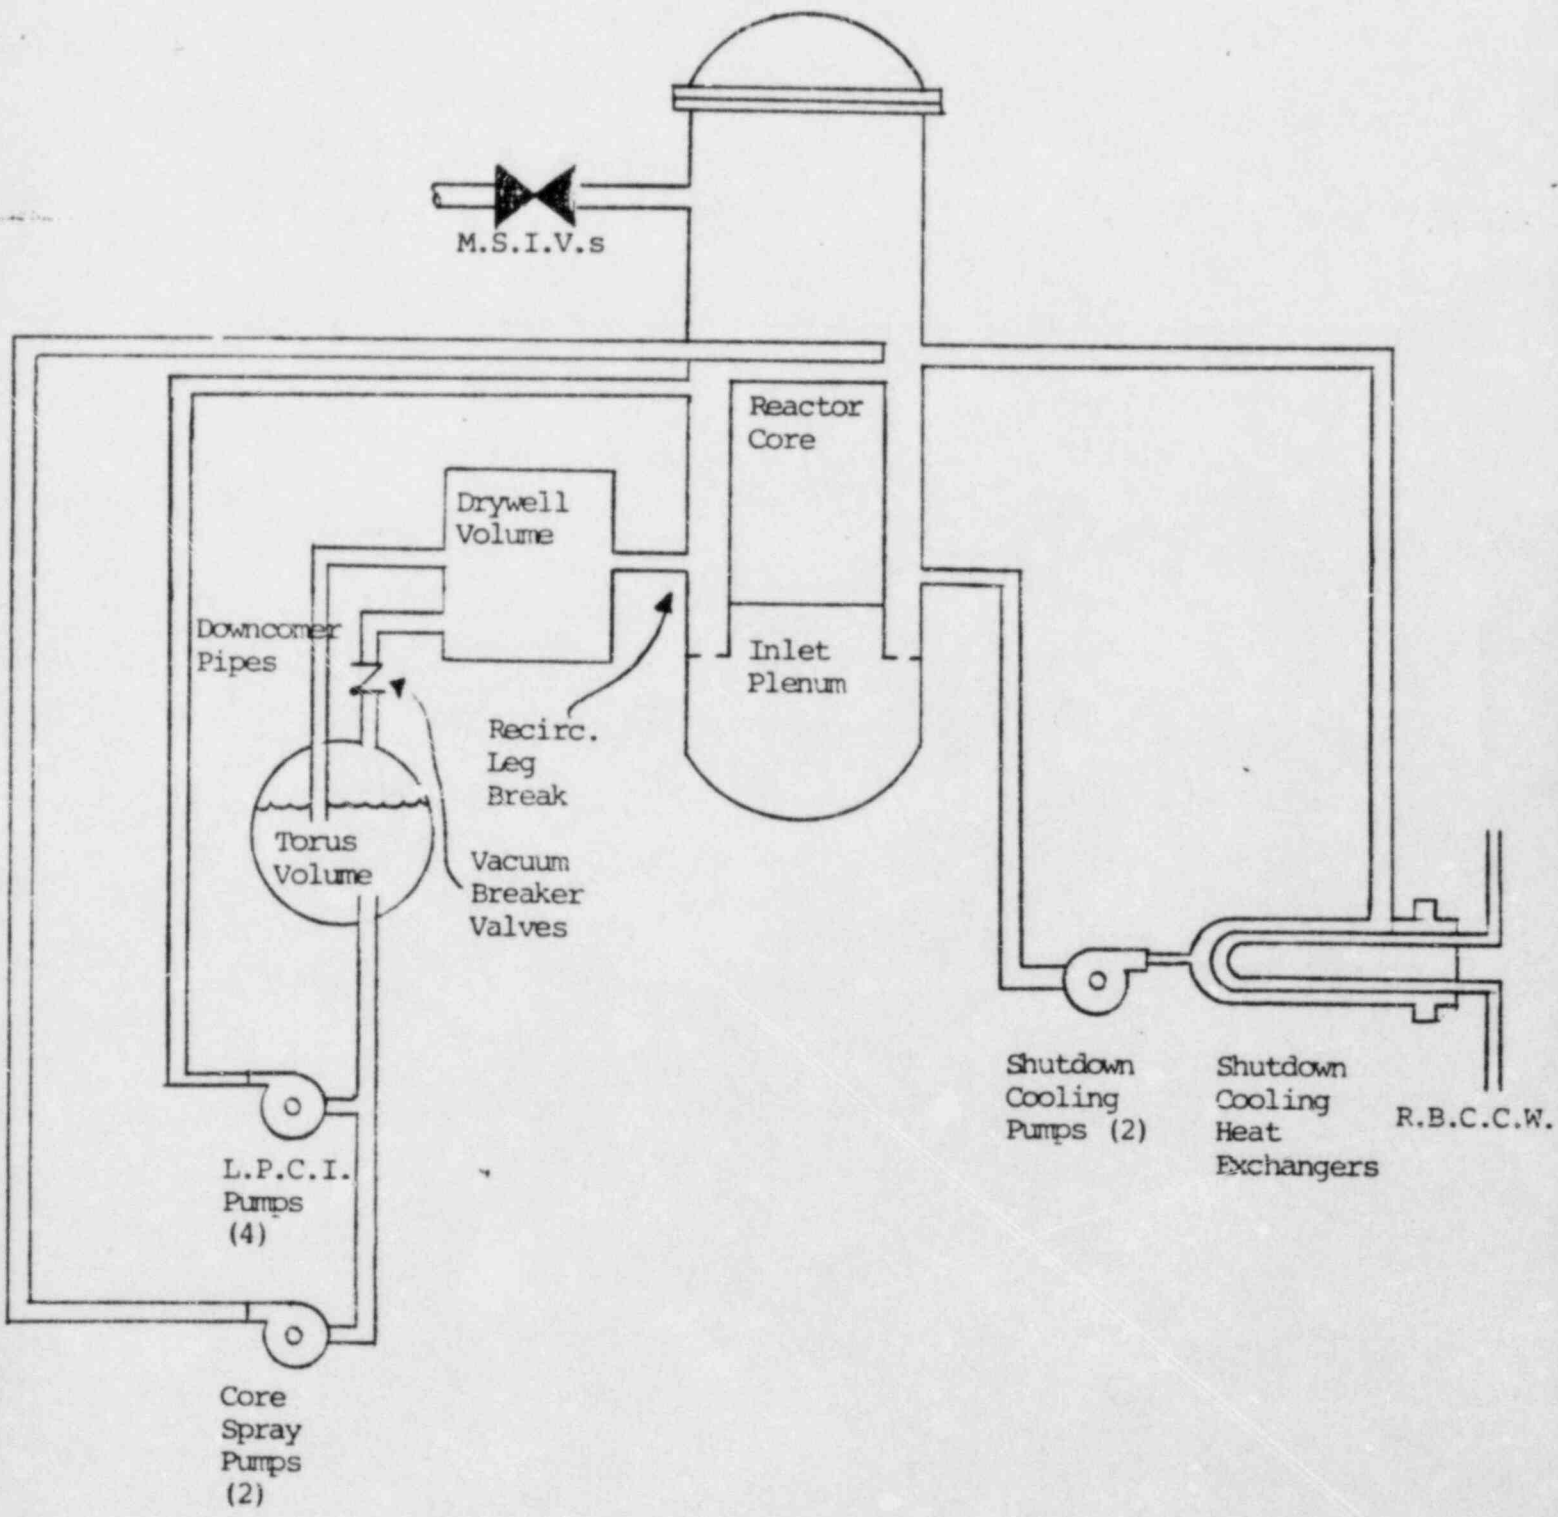 M.S.I.V.s
Reactor
Core
Drywell
Volume
Downcomer
Pipes
Inlet
Plenum
Recirc.
Leg
Break
Torus
Volume
Vacuum
Breaker
Valves
Shutdown
Cooling
Pumps (2)
Shutdown
Cooling
Heat
Exchangers
R.B.C.C.W.
L.P.C.I.
Pumps
(4)
Core
Spray
Pumps
(2)